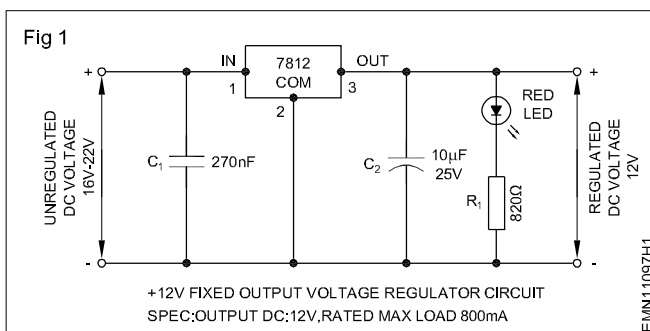 Fig 1
IN
7812
COM
OUT
1
2
3
+
+
RED
LED
UNREGULATED
DC VOLTAGE
16V-22V
C1
270nF
C2
10µF
25V
R1
820Ω
REGULATED
DC VOLTAGE
12V
-
-
+12V FIXED OUTPUT VOLTAGE REGULATOR CIRCUIT
SPEC:OUTPUT DC:12V,RATED MAX LOAD 800mA
EMN11097H1